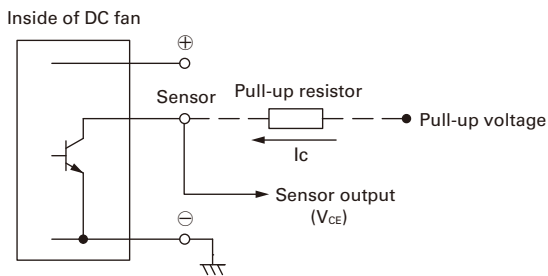 Inside of DC fan
⊕
Sensor
Pull-up resistor
Pull-up voltage
Ic
Sensor output
(VCE)
⊖